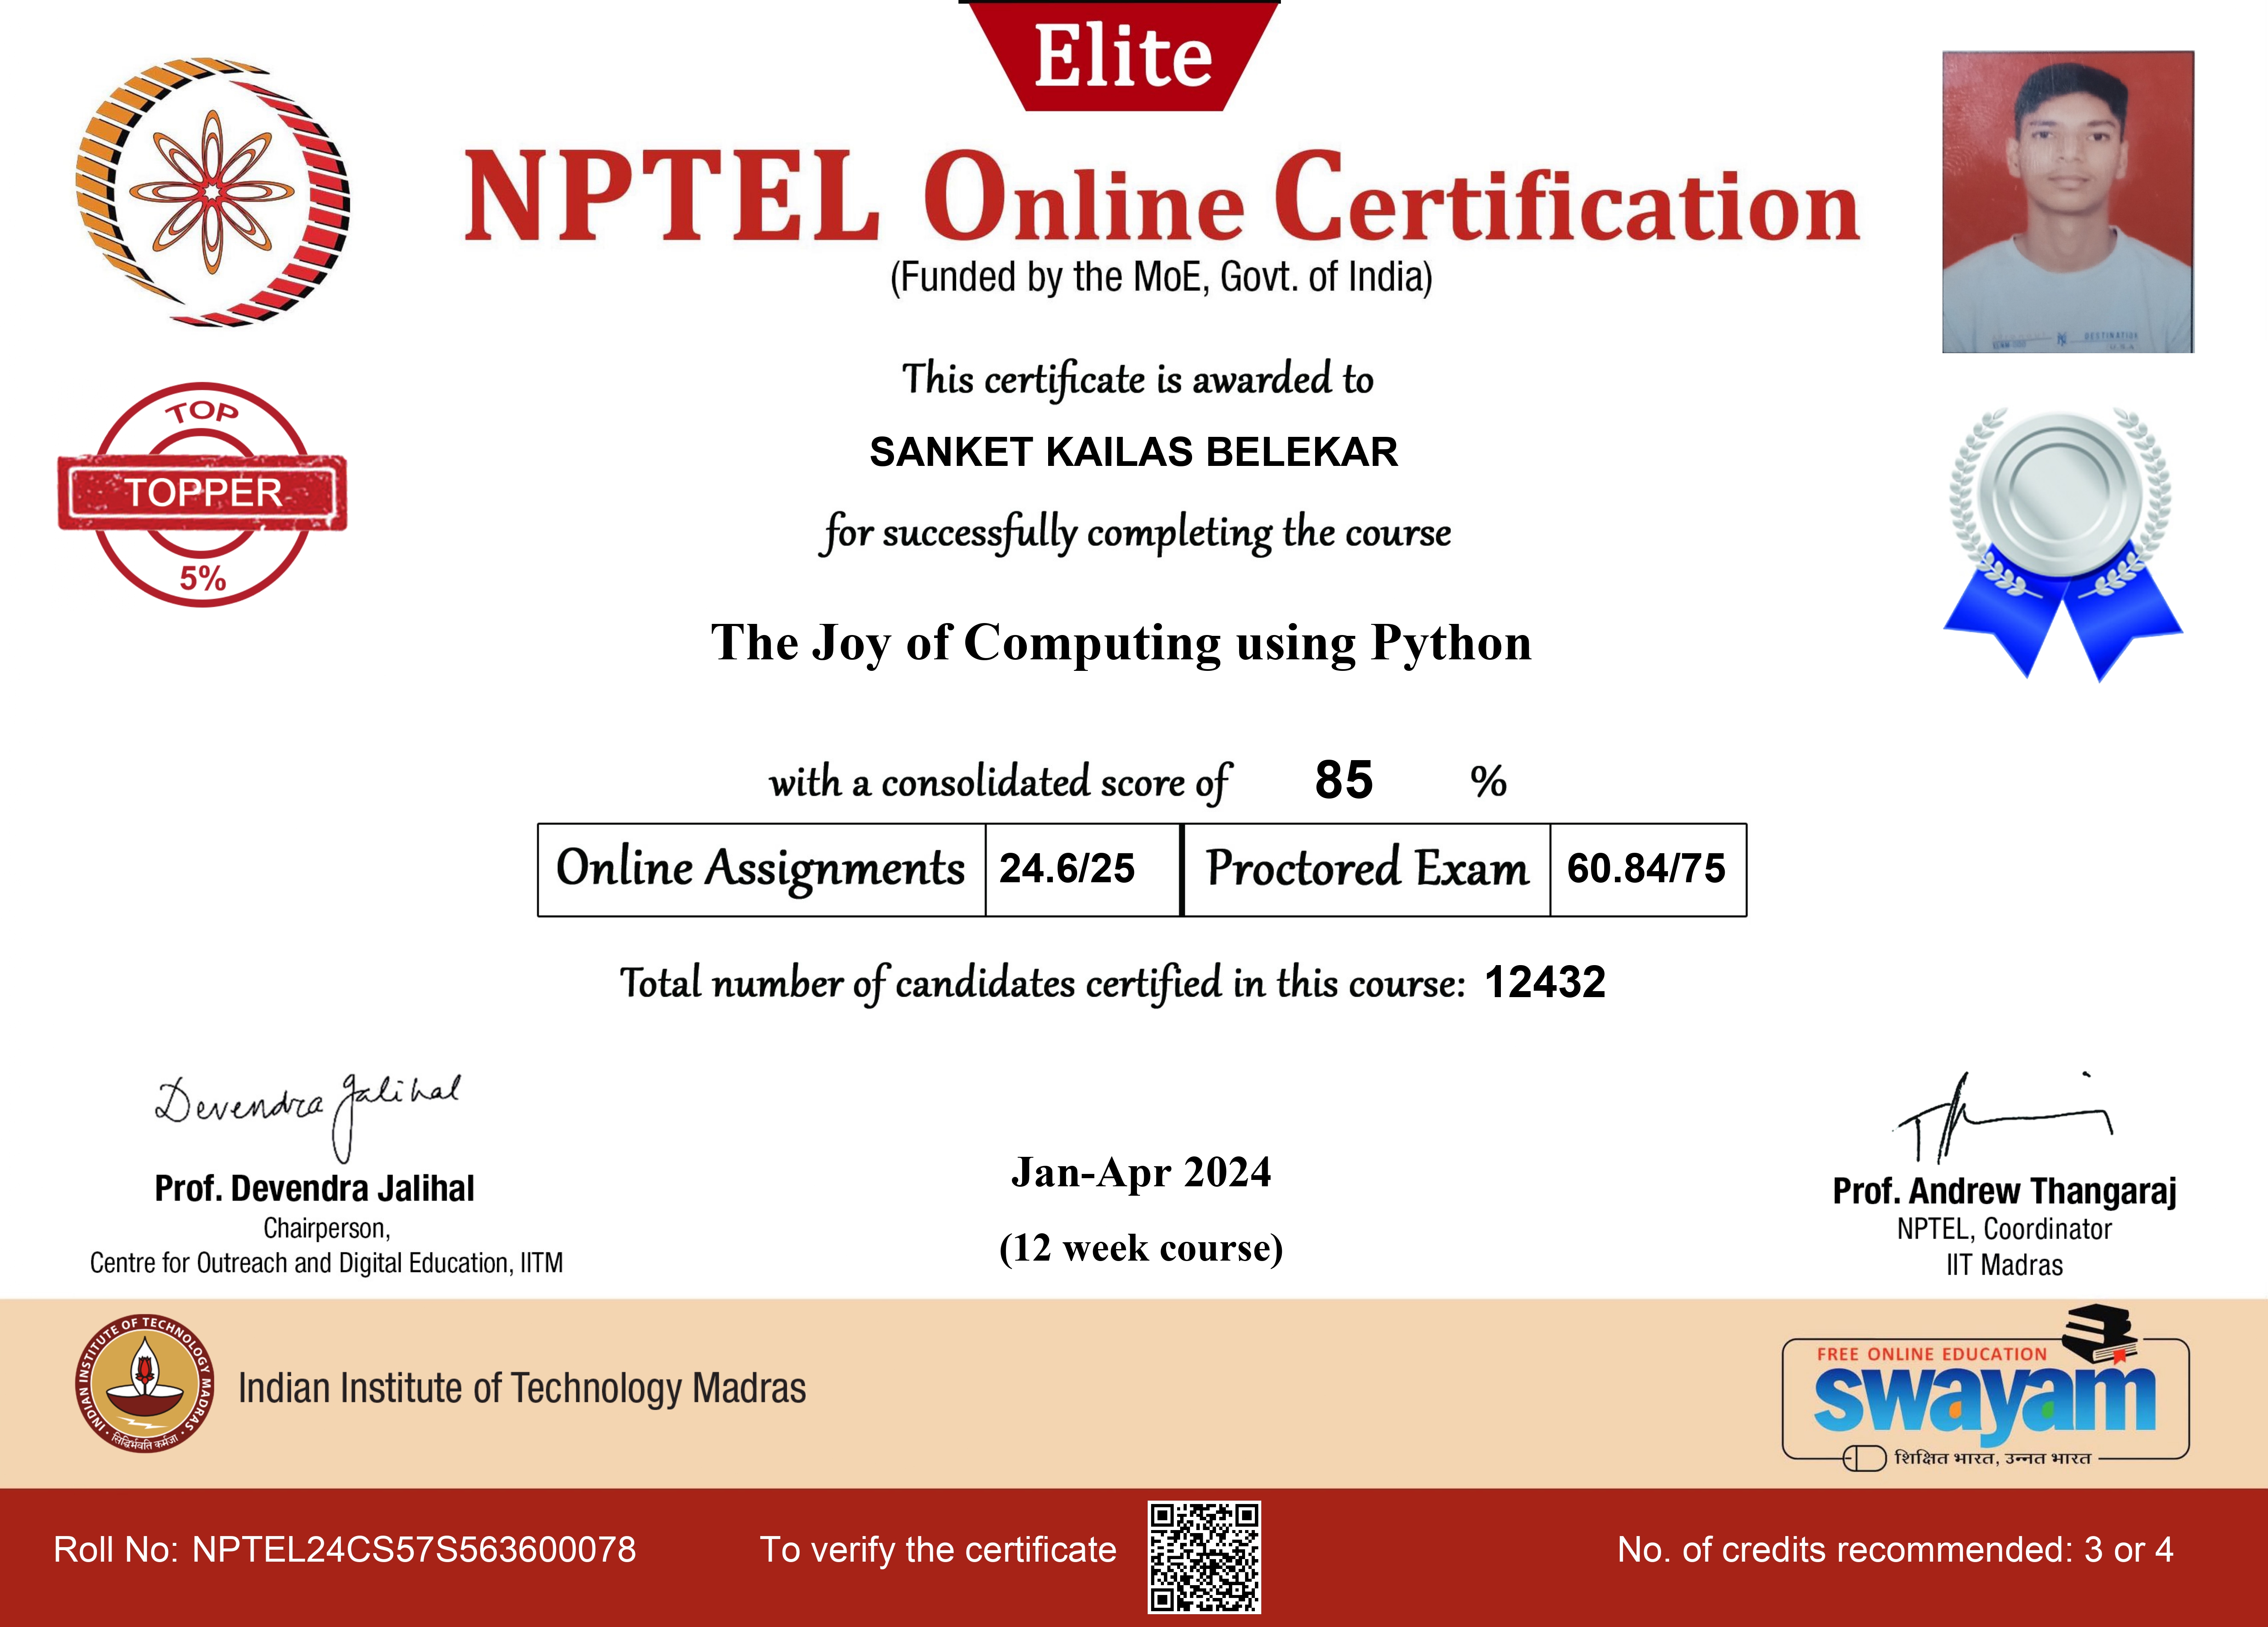 Elite
NPTEL Online Certification
(Funded by the MoE, Govt. of India)
This certificate is awarded to
SANKET KAILAS BELEKAR
for successfully completing the course
TOP
TOPPER
5%
The Joy of Computing using Python
with a consolidated score of 85 %
Online Assignments 24.6/25 Proctored Exam 60.84/75
Total number of candidates certified in this course: 12432
Devendra Jalihal
Prof. Devendra Jalihal
Chairperson,
Centre for Outreach and Digital Education, IITM
Jan-Apr 2024
(12 week course)
Prof. Andrew Thangaraj
NPTEL, Coordinator
IIT Madras
INDIAN INSTITUTE OF TECHNOLOGY MADRAS
सिद्धिर्भवति कर्मजा
Indian Institute of Technology Madras
FREE ONLINE EDUCATION
swayam
शिक्षित भारत, उन्नत भारत
Roll No: NPTEL24CS57S563600078
To verify the certificate
No. of credits recommended: 3 or 4